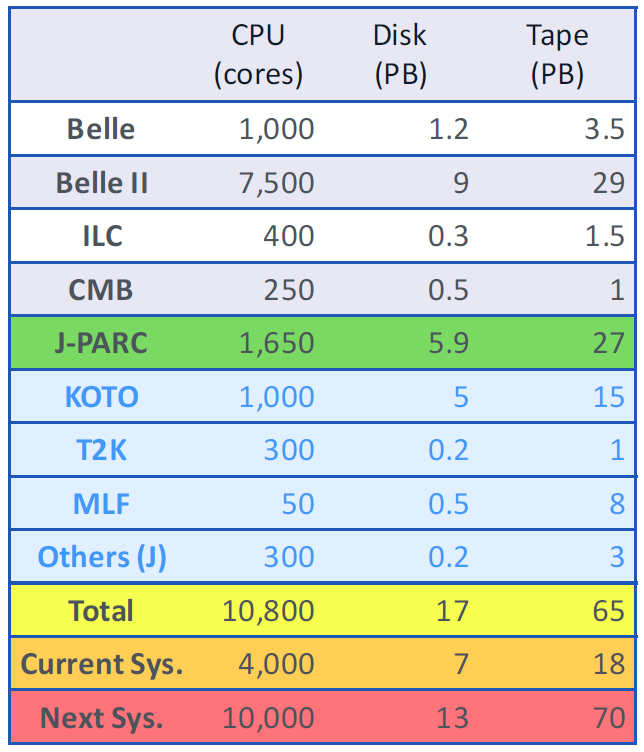 CPU (cores) Disk (PB) Tape (PB)
Belle 1,000 1.2 3.5
Belle II 7,500 9 29
ILC 400 0.3 1.5
CMB 250 0.5 1
J-PARC 1,650 5.9 27
KOTO 1,000 5 15
T2K 300 0.2 1
MLF 50 0.5 8
Others (J) 300 0.2 3
Total 10,800 17 65
Current Sys. 4,000 7 18
Next Sys. 10,000 13 70